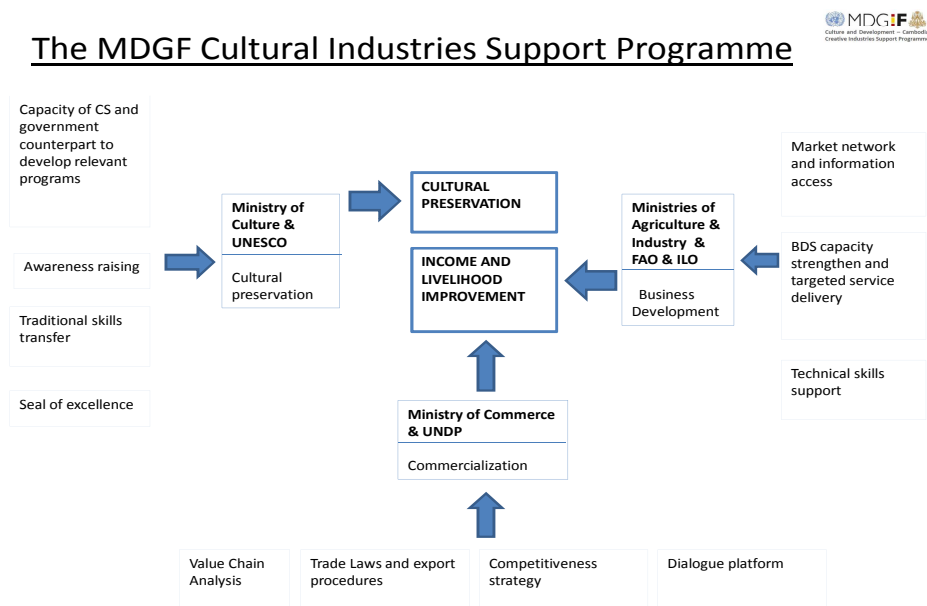 The MDGF Cultural Industries Support Programme
MDGiF
Culture and Development – Cambodia
Creative Industries Support Programme
Capacity of CS and
government
counterpart to
develop relevant
programs
Awareness raising
Traditional skills
transfer
Seal of excellence
Ministry of
Culture &
UNESCO
Cultural
preservation
CULTURAL
PRESERVATION
INCOME AND
LIVELIHOOD
IMPROVEMENT
Ministries of
Agriculture &
Industry &
FAO & ILO
Business
Development
Market network
and information
access
BDS capacity
strengthen and
targeted service
delivery
Technical skills
support
Ministry of Commerce
& UNDP
Commercialization
Value Chain
Analysis
Trade Laws and export
procedures
Competitiveness
strategy
Dialogue platform